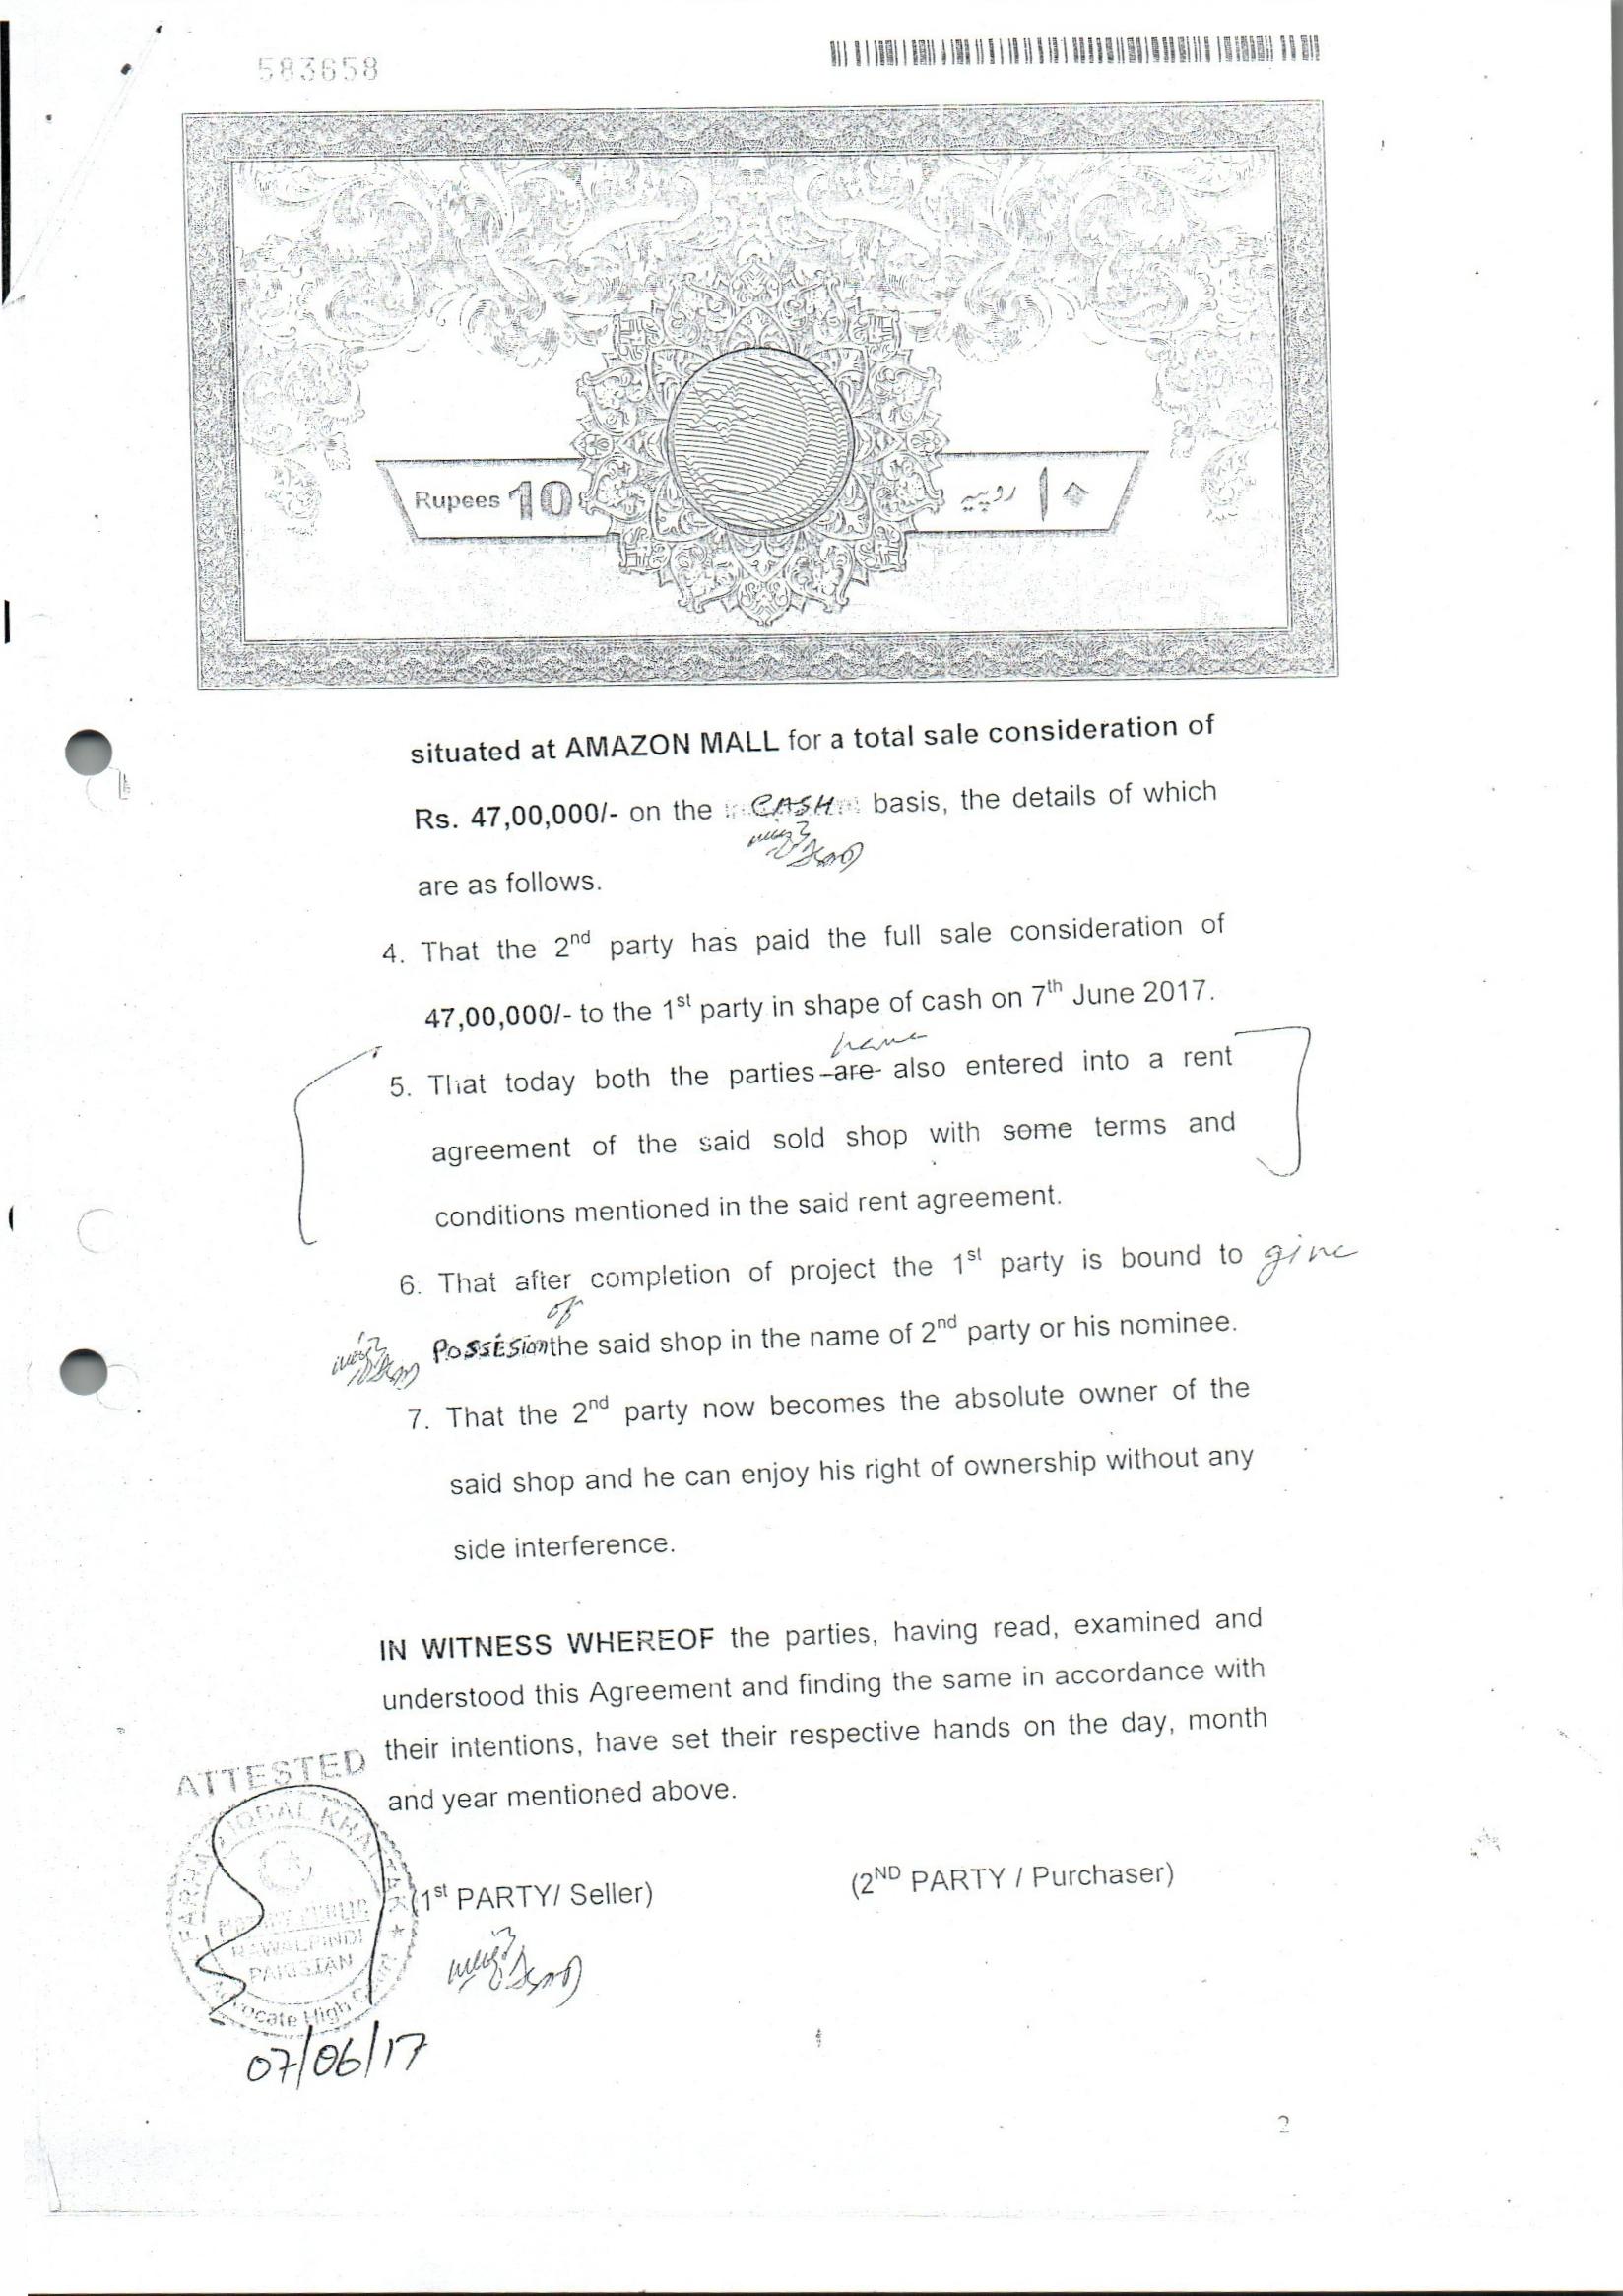 583658
Rupees 10
۱۰ روپیہ
situated at AMAZON MALL for a total sale consideration of
Rs. 47,00,000/- on the CASH basis, the details of which
are as follows.
4. That the 2nd party has paid the full sale consideration of
47,00,000/- to the 1st party in shape of cash on 7th June 2017.
have
5. That today both the parties are also entered into a rent
agreement of the said sold shop with some terms and
conditions mentioned in the said rent agreement.
6. That after completion of project the 1st party is bound to give
of
POSSESion the said shop in the name of 2nd party or his nominee.
7. That the 2nd party now becomes the absolute owner of the
said shop and he can enjoy his right of ownership without any
side interference.
IN WITNESS WHEREOF the parties, having read, examined and
understood this Agreement and finding the same in accordance with
their intentions, have set their respective hands on the day, month
and year mentioned above.
ATTESTED
FARHAN IQBAL KHATTAK
NOTARY PUBLIC
RAWALPINDI
PAKISTAN
Advocate High Court
(1st PARTY/ Seller)
(2ND PARTY / Purchaser)
07/06/17
2